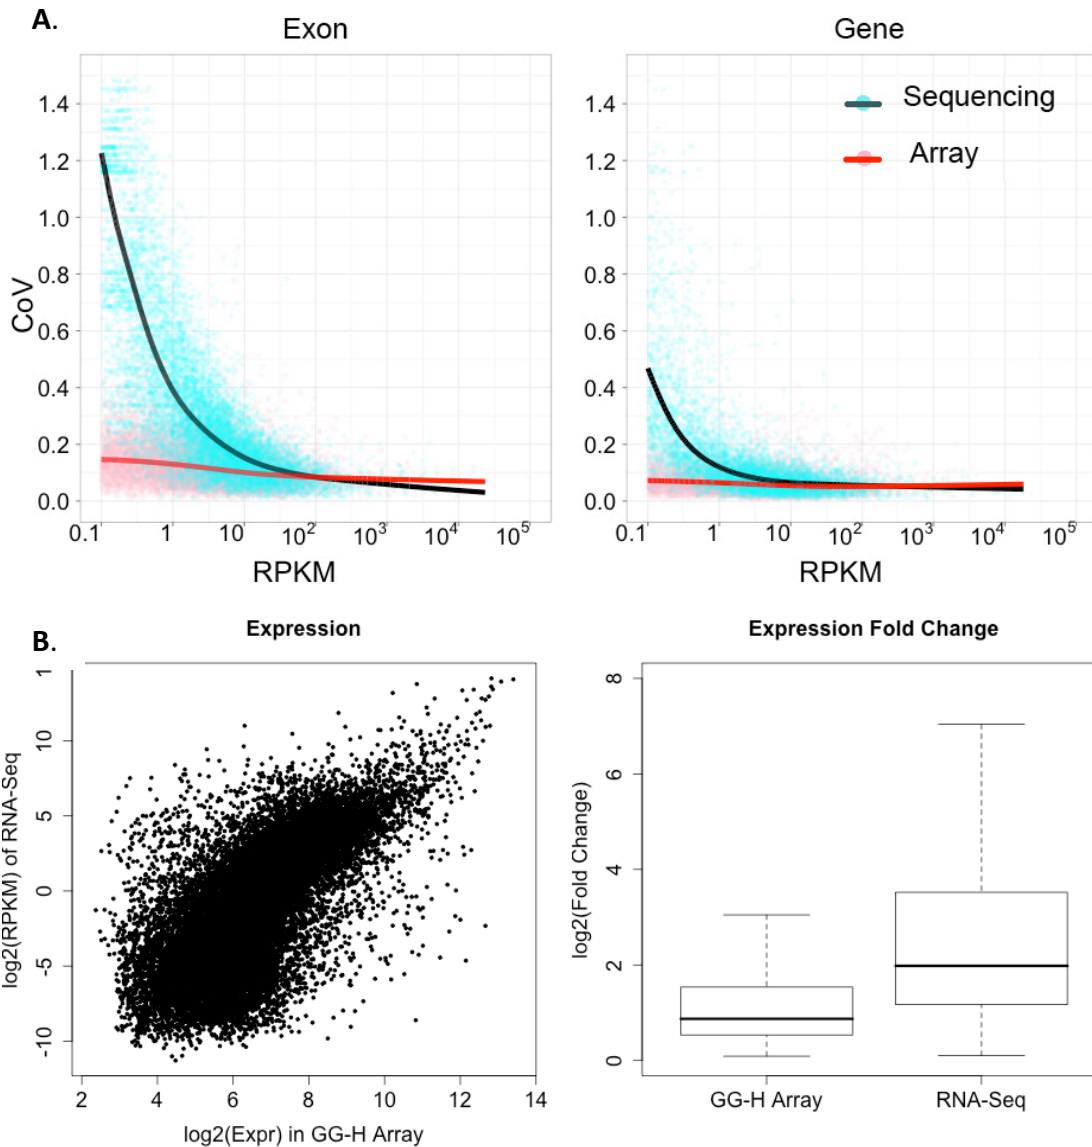 A.
Exon
Gene
1.4
1.2
1.0
0.8
0.6
0.4
0.2
0.0
CoV
0.1 1 10 10² 10³ 10⁴ 10⁵
RPKM
1.4
1.2
1.0
0.8
0.6
0.4
0.2
0.0
Sequencing
Array
0.1 1 10 10² 10³ 10⁴ 10⁵
RPKM
B.
Expression
1
10
5
0
-5
-10
log2(RPKM) of RNA-Seq
2 4 6 8 10 12 14
log2(Expr) in GG-H Array
Expression Fold Change
8
6
4
2
0
log2(Fold Change)
GG-H Array RNA-Seq